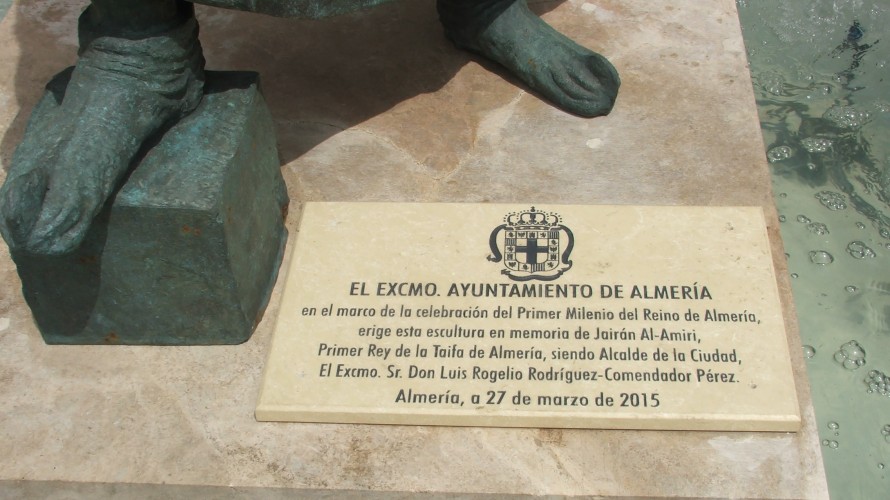 EL EXCMO. AYUNTAMIENTO DE ALMERÍA
en el marco de la celebración del Primer Milenio del Reino de Almería,
erige esta escultura en memoria de Jairán Al-Amiri,
Primer Rey de la Taifa de Almería, siendo Alcalde de la Ciudad,
El Excmo. Sr. Don Luis Rogelio Rodríguez-Comendador Pérez.
Almería, a 27 de marzo de 2015